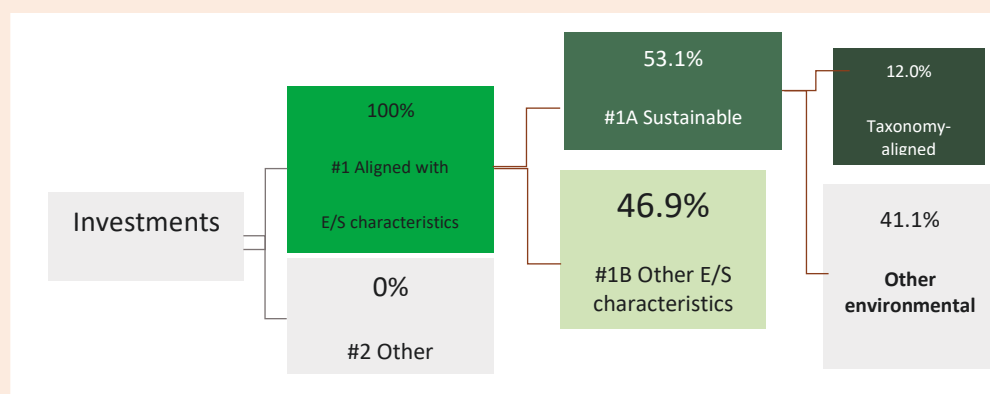 Investments
100%
#1 Aligned with
E/S characteristics
0%
#2 Other
53.1%
#1A Sustainable
46.9%
#1B Other E/S
characteristics
12.0%
Taxonomy-
aligned
41.1%
Other
environmental